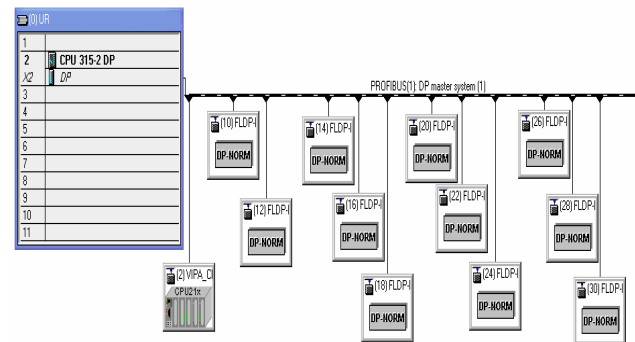 (0) UR
1
2 CPU 315-2 DP
X2 DP
3
4
5
6
7
8
9
10
11
PROFIBUS(1): DP master system (1)
(10) FLDP-I
DP-NORM
(14) FLDP-I
DP-NORM
(20) FLDP-I
DP-NORM
(26) FLDP-I
DP-NORM
(12) FLDP-I
DP-NORM
(16) FLDP-I
DP-NORM
(22) FLDP-I
DP-NORM
(28) FLDP-I
DP-NORM
(2) VIPA_CI
CPU21x
(18) FLDP-I
DP-NORM
(24) FLDP-I
DP-NORM
(30) FLDP-I
DP-NORM